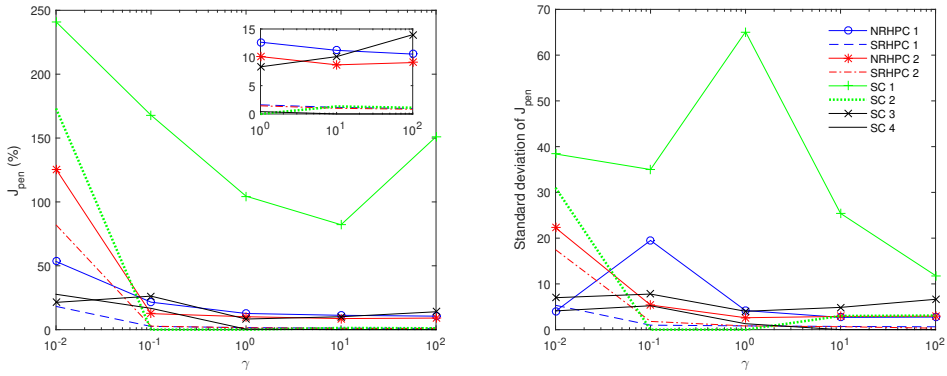 250
200
150
100
50
0
J_pen (%)
10^-2
10^-1
10^0
10^1
10^2
γ
15
10
5
0
10^0
10^1
10^2
70
60
50
40
30
20
10
0
Standard deviation of J_pen
10^-2
10^-1
10^0
10^1
10^2
γ
NRHPC 1
SRHPC 1
NRHPC 2
SRHPC 2
SC 1
SC 2
SC 3
SC 4